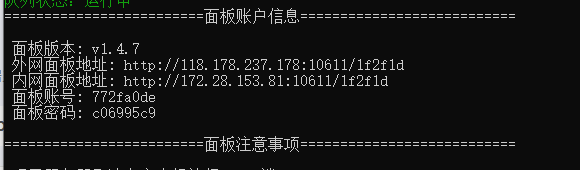 队列状态: 运行中
=========================面板账户信息===========================
面板版本: v1.4.7
外网面板地址: http://118.178.237.178:10611/1f2f1d
内网面板地址: http://172.28.153.81:10611/1f2f1d
面板账号: 772fa0de
面板密码: c06995c9
=========================面板注意事项===========================